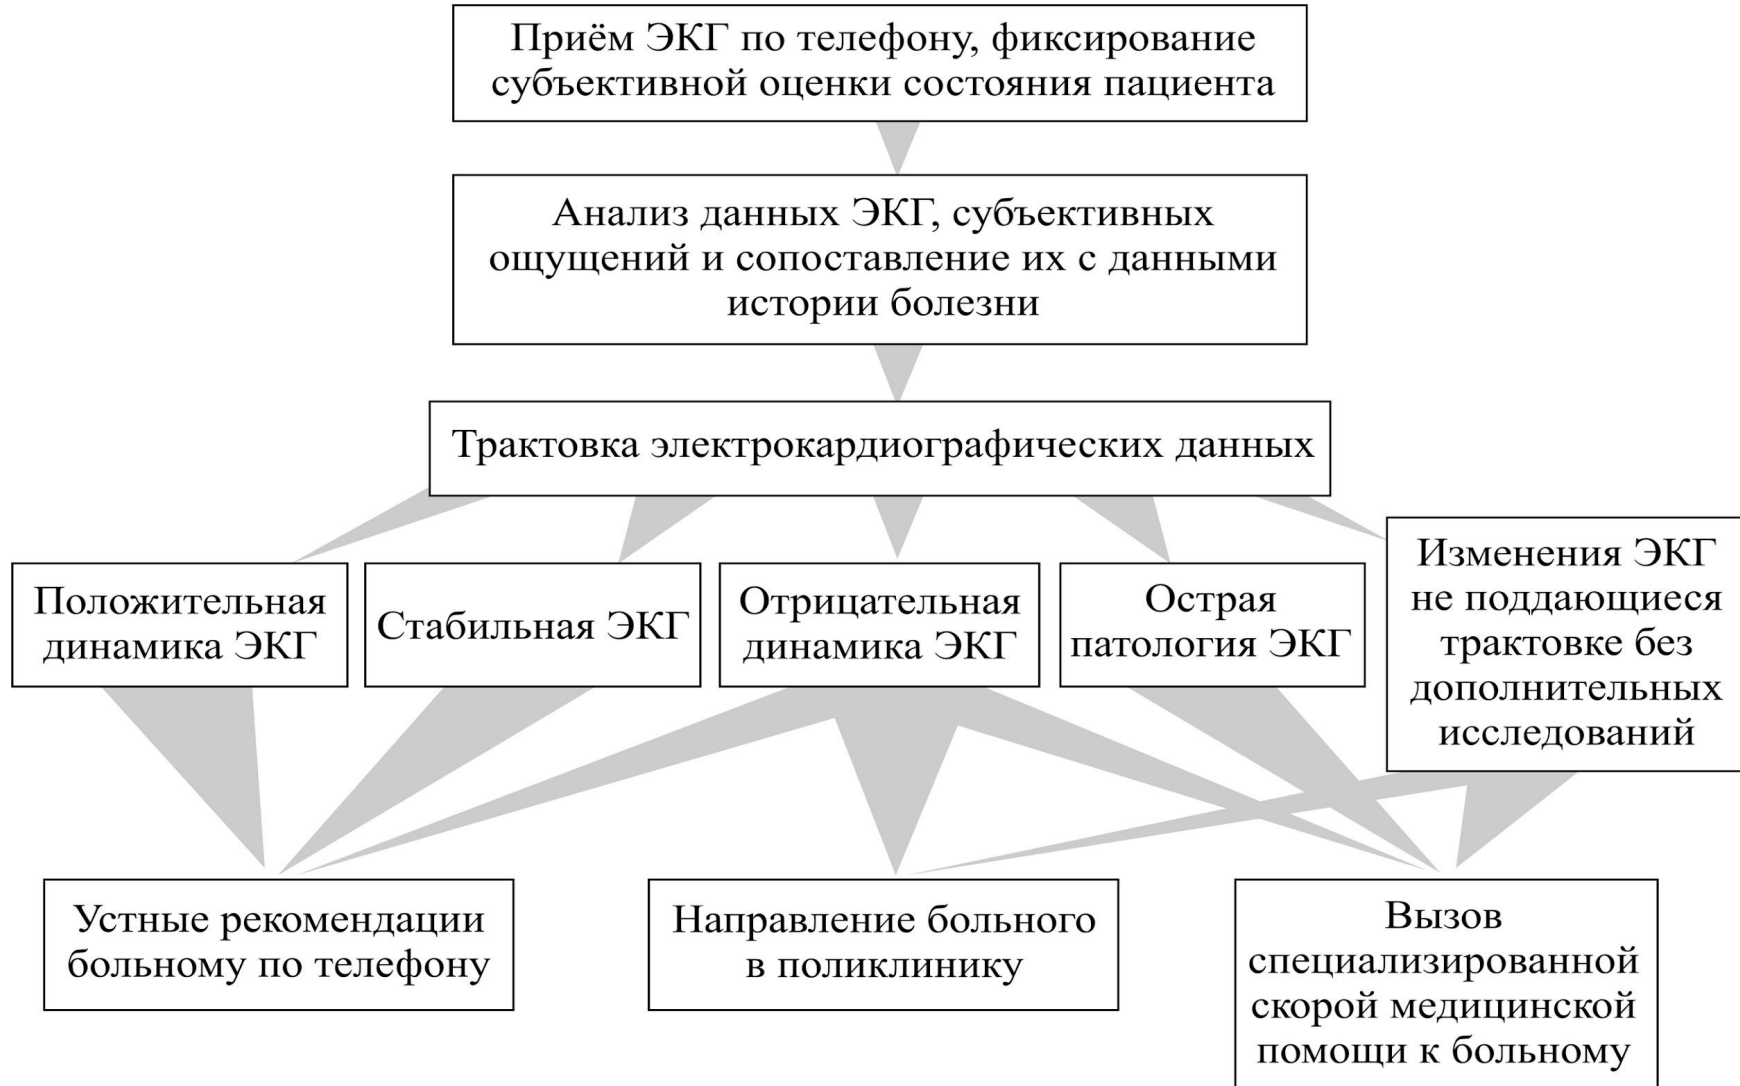 Приём ЭКГ по телефону, фиксирование
субъективной оценки состояния пациента
Анализ данных ЭКГ, субъективных
ощущений и сопоставление их с данными
истории болезни
Трактовка электрокардиографических данных
Положительная
динамика ЭКГ
Стабильная ЭКГ
Отрицательная
динамика ЭКГ
Острая
патология ЭКГ
Изменения ЭКГ
не поддающиеся
трактовке без
дополнительных
исследований
Устные рекомендации
больному по телефону
Направление больного
в поликлинику
Вызов
специализированной
скорой медицинской
помощи к больному